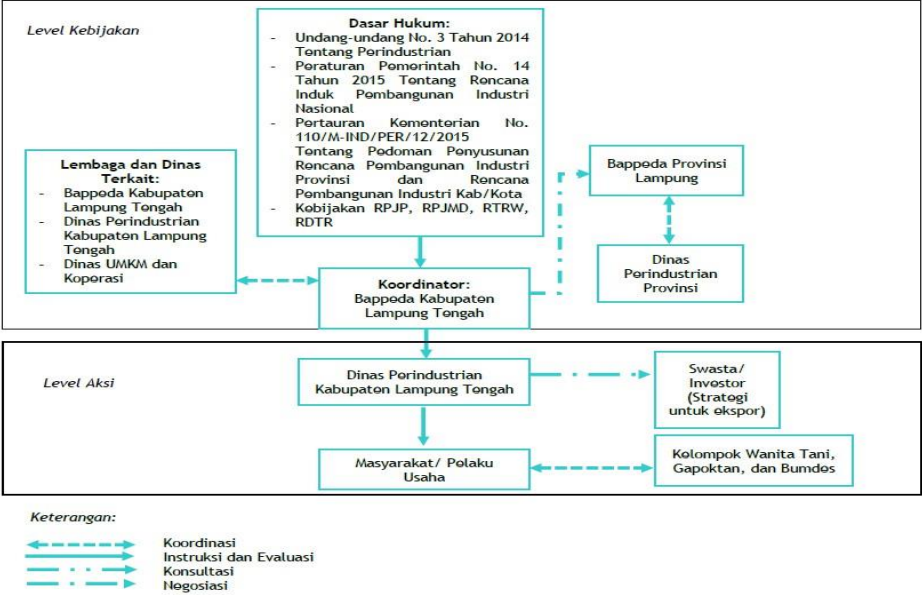 Level Kebijakan
Dasar Hukum:
- Undang-undang No. 3 Tahun 2014
Tentang Perindustrian
- Peraturan Pemerintah No. 14
Tahun 2015 Tentang Rencana
Induk Pembangunan Industri
Nasional
- Pertauran Kementerian No.
110/M-IND/PER/12/2015
Tentang Pedoman Penyusunan
Rencana Pembangunan Industri
Provinsi dan Rencana
Pembangunan Industri Kab/Kota
- Kebijakan RPJP, RPJMD, RTRW,
RDTR
Lembaga dan Dinas
Terkait:
- Bappeda Kabupaten
Lampung Tengah
- Dinas Perindustrian
Kabupaten Lampung
Tengah
- Dinas UMKM dan
Koperasi
Koordinator:
Bappeda Kabupaten
Lampung Tengah
Bappeda Provinsi
Lampung
Dinas
Perindustrian
Provinsi
Level Aksi
Dinas Perindustrian
Kabupaten Lampung Tengah
Swasta/
Investor
(Strategi
untuk ekspor)
Masyarakat/ Pelaku
Usaha
Kelompok Wanita Tani,
Gapoktan, dan Bumdes
Keterangan:
Koordinasi
Instruksi dan Evaluasi
Konsultasi
Negosiasi